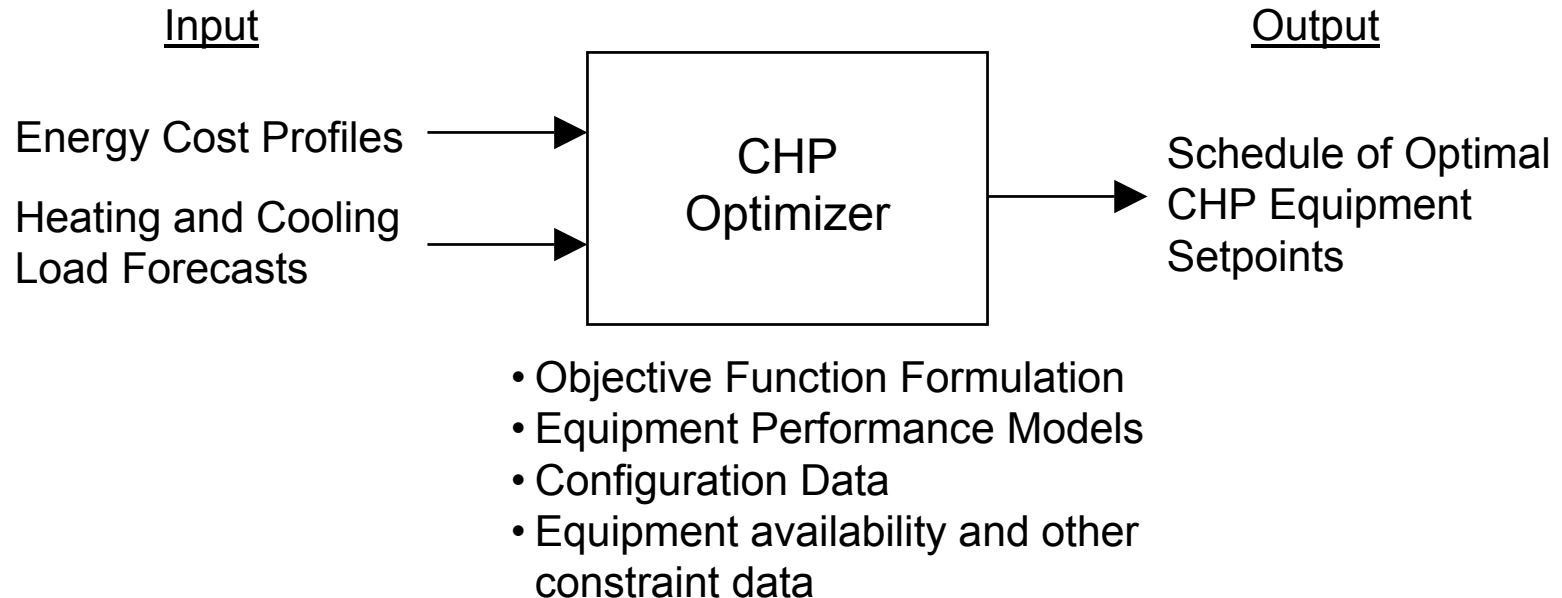 Input
Output
Energy Cost Profiles
Heating and Cooling
Load Forecasts
CHP
Optimizer
Schedule of Optimal
CHP Equipment
Setpoints
• Objective Function Formulation
• Equipment Performance Models
• Configuration Data
• Equipment availability and other
constraint data